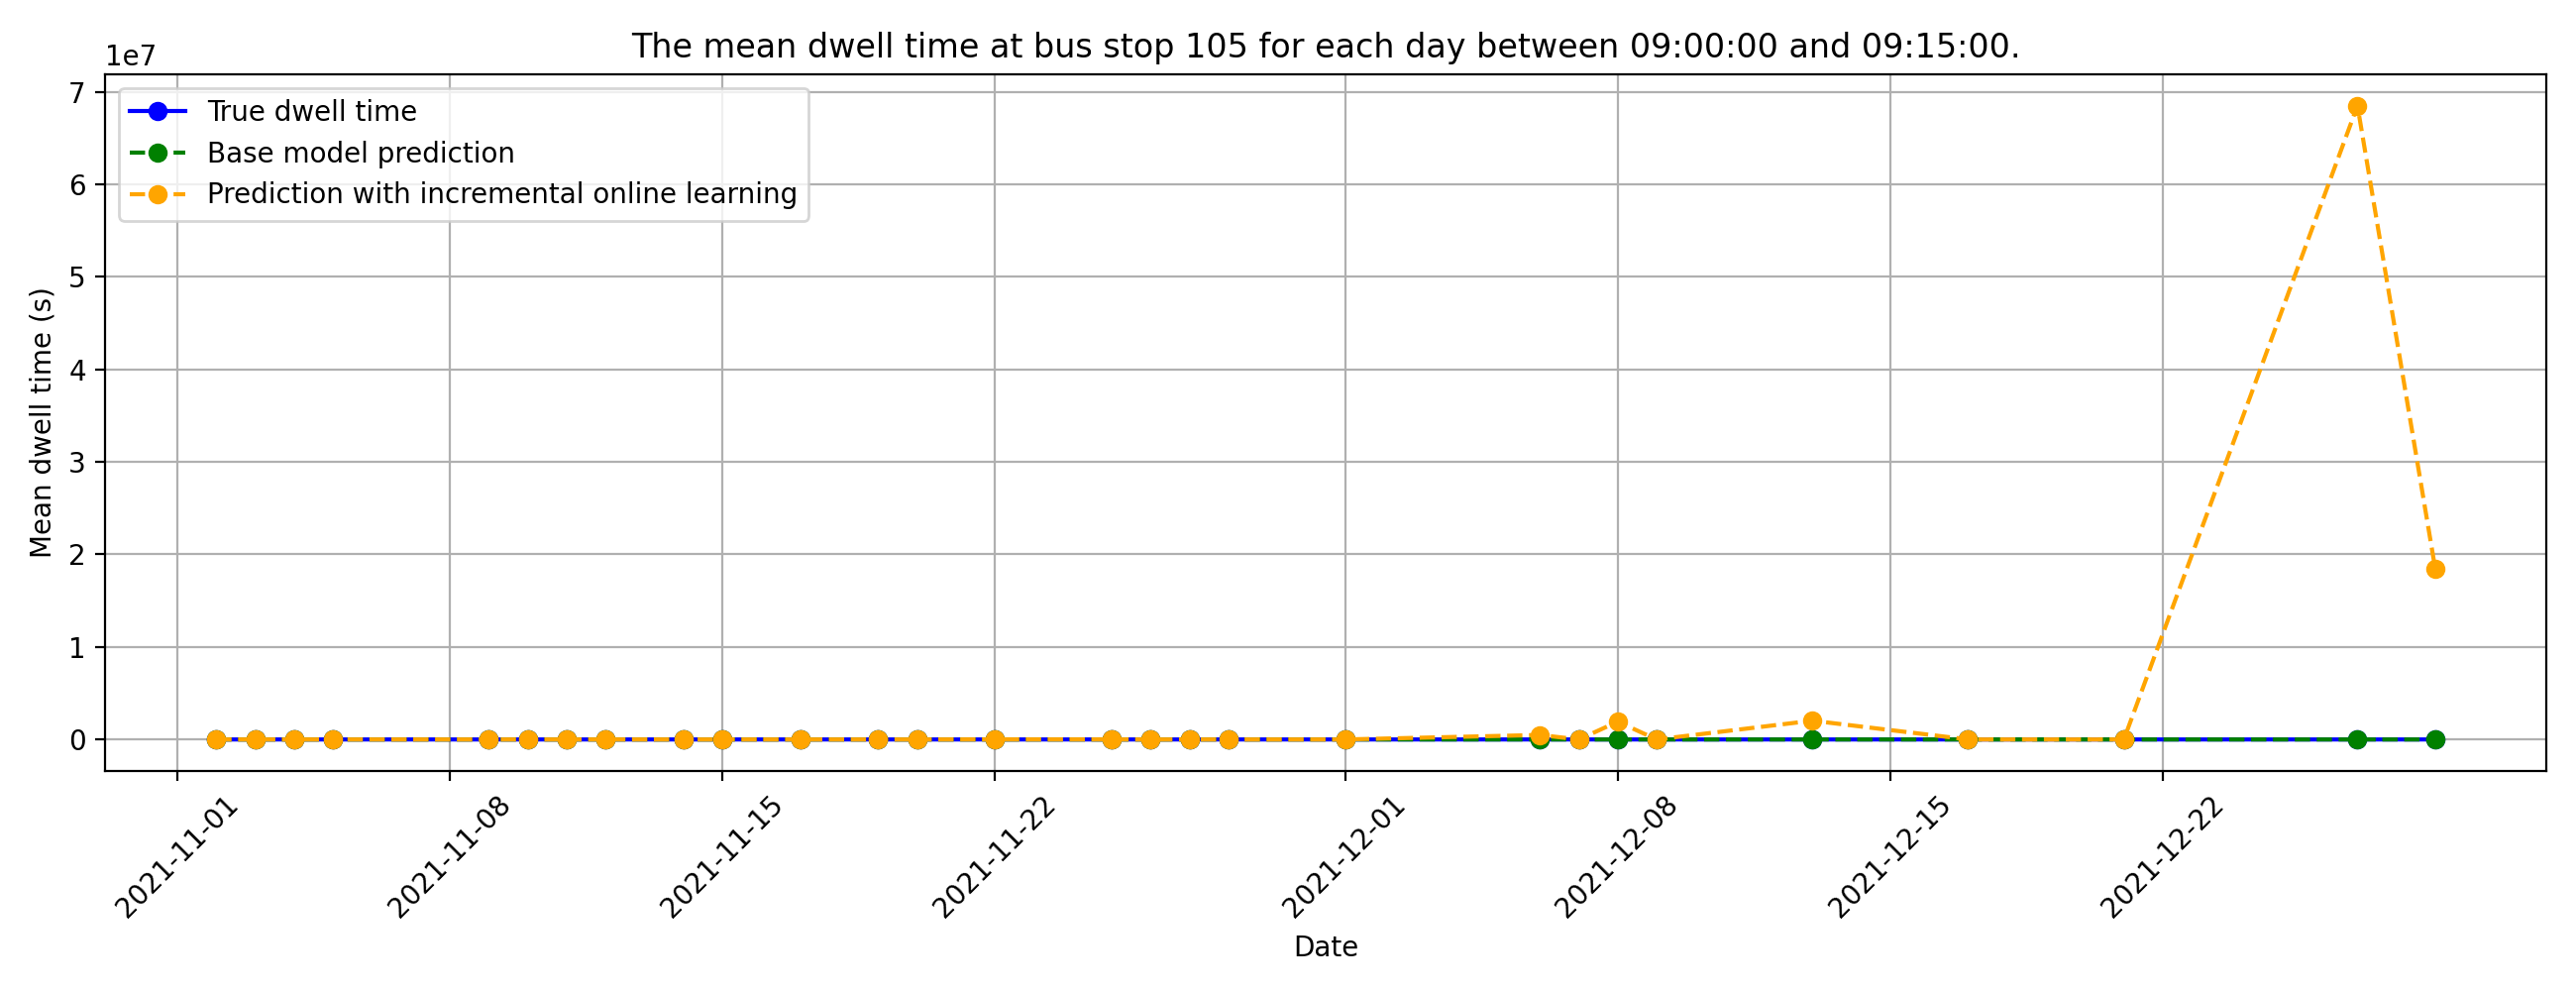 The mean dwell time at bus stop 105 for each day between 09:00:00 and 09:15:00.
1e7
7
6
5
4
3
2
1
0
Mean dwell time (s)
True dwell time
Base model prediction
Prediction with incremental online learning
2021-11-01
2021-11-08
2021-11-15
2021-11-22
2021-12-01
2021-12-08
2021-12-15
2021-12-22
Date